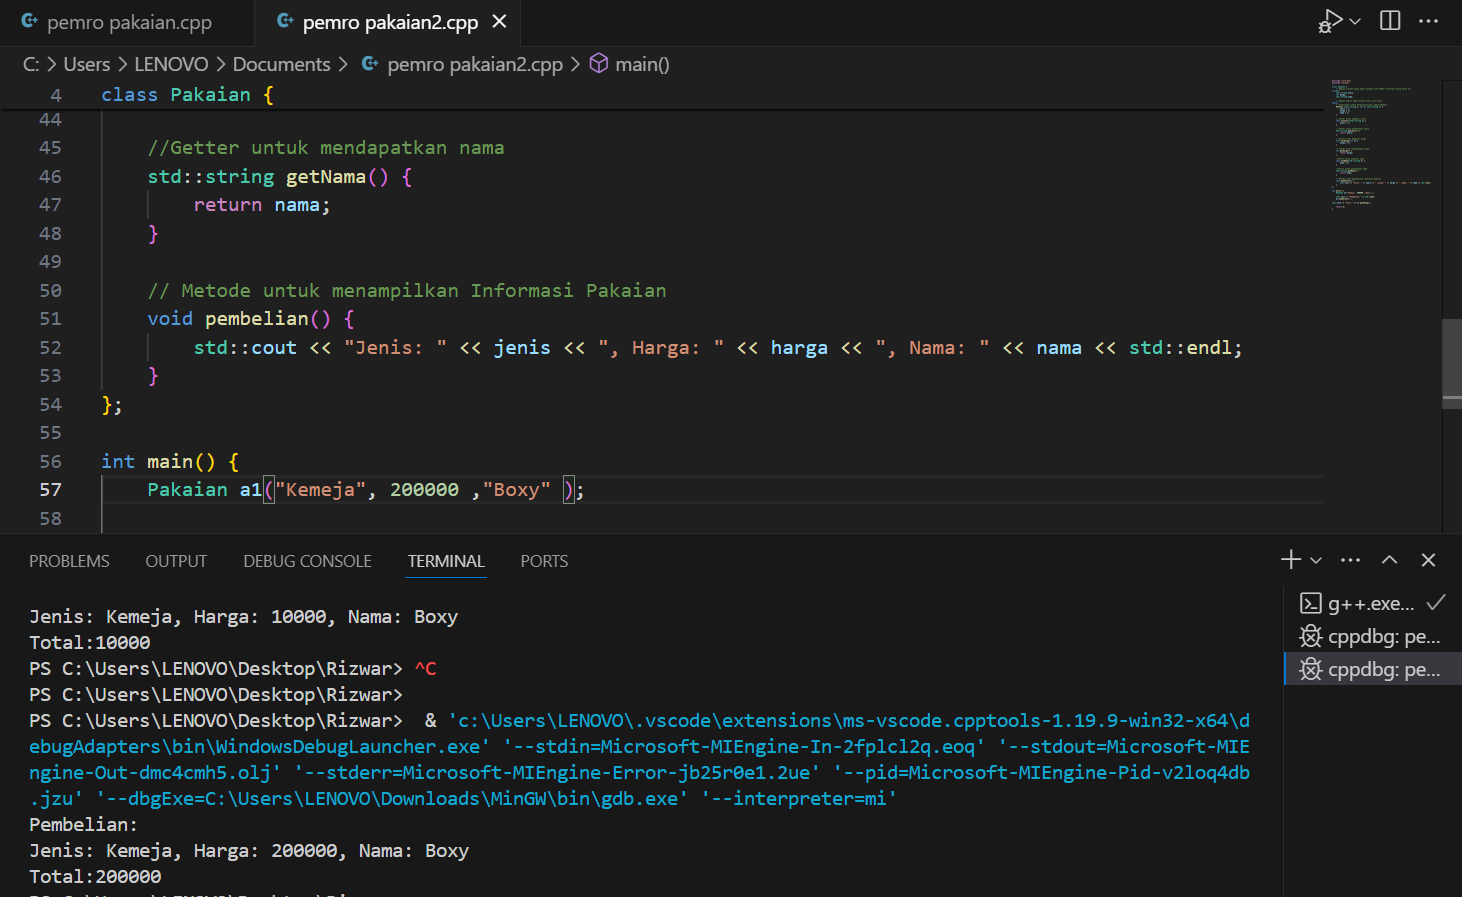 pemro pakaian.cpp
pemro pakaian2.cpp
C: > Users > LENOVO > Documents > pemro pakaian2.cpp > main()
4 class Pakaian {
44
45 //Getter untuk mendapatkan nama
46 std::string getNama() {
47 return nama;
48 }
49
50 // Metode untuk menampilkan Informasi Pakaian
51 void pembelian() {
52 std::cout << "Jenis: " << jenis << ", Harga: " << harga << ", Nama: " << nama << std::endl;
53 }
54 };
55
56 int main() {
57 Pakaian a1("Kemeja", 200000 ,"Boxy" );
58
PROBLEMS OUTPUT DEBUG CONSOLE TERMINAL PORTS
Jenis: Kemeja, Harga: 10000, Nama: Boxy
Total:10000
PS C:\Users\LENOVO\Desktop\Rizwar> ^C
PS C:\Users\LENOVO\Desktop\Rizwar>
PS C:\Users\LENOVO\Desktop\Rizwar> & 'c:\Users\LENOVO\.vscode\extensions\ms-vscode.cpptools-1.19.9-win32-x64\d
ebugAdapters\bin\WindowsDebugLauncher.exe' '--stdin=Microsoft-MIEngine-In-2fplcl2q.eoq' '--stdout=Microsoft-MIE
ngine-Out-dmc4cmh5.olj' '--stderr=Microsoft-MIEngine-Error-jb25r0e1.2ue' '--pid=Microsoft-MIEngine-Pid-v2loq4db
.jzu' '--dbgExe=C:\Users\LENOVO\Downloads\MinGW\bin\gdb.exe' '--interpreter=mi'
Pembelian:
Jenis: Kemeja, Harga: 200000, Nama: Boxy
Total:200000
g++.exe...
cppdbg: pe...
cppdbg: pe...